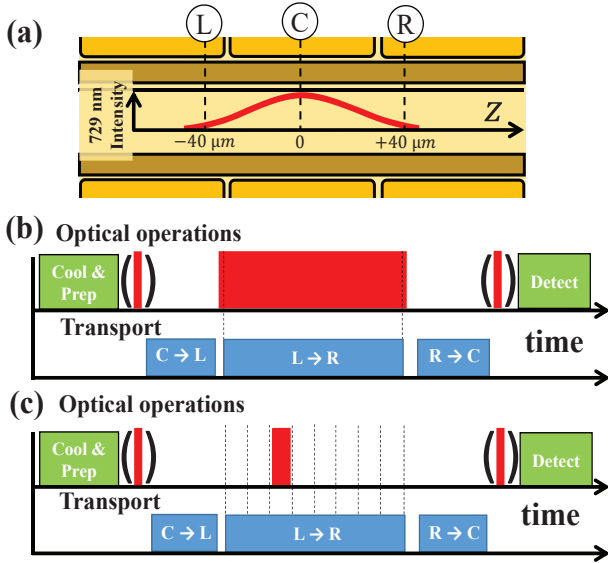 (a)
L
C
R
729 nm
Intensity
Z
−40 μm
0
+40 μm
(b)
Optical operations
Cool &
Prep
( )
( )
Detect
Transport
time
C → L
L → R
R → C
(c)
Optical operations
Cool &
Prep
( )
( )
Detect
Transport
time
C → L
L → R
R → C